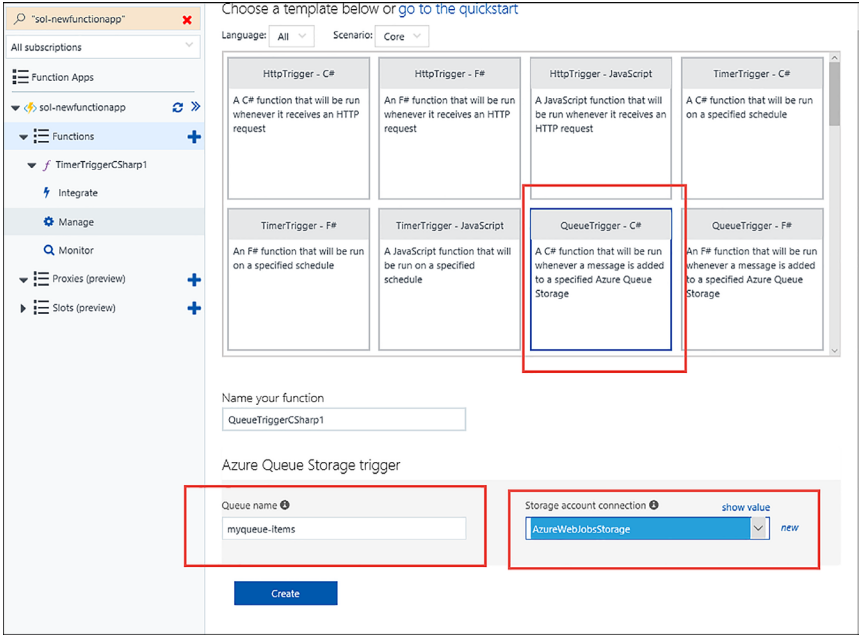 "sol-newfunctionapp"
All subscriptions
Function Apps
sol-newfunctionapp
Functions
TimerTriggerCSharp1
Integrate
Manage
Monitor
Proxies (preview)
Slots (preview)
Choose a template below or go to the quickstart
Language: All Scenario: Core
HttpTrigger - C#
A C# function that will be run
whenever it receives an HTTP
request
HttpTrigger - F#
An F# function that will be run
whenever it receives an HTTP
request
HttpTrigger - JavaScript
A JavaScript function that will
be run whenever it receives an
HTTP request
TimerTrigger - C#
A C# function that will be run
on a specified schedule
TimerTrigger - F#
An F# function that will be run
on a specified schedule
TimerTrigger - JavaScript
A JavaScript function that will
be run on a specified
schedule
QueueTrigger - C#
A C# function that will be run
whenever a message is added
to a specified Azure Queue
Storage
QueueTrigger - F#
An F# function that will be run
whenever a message is added
to a specified Azure Queue
Storage
Name your function
QueueTriggerCSharp1
Azure Queue Storage trigger
Queue name
myqueue-items
Storage account connection show value
AzureWebJobsStorage new
Create